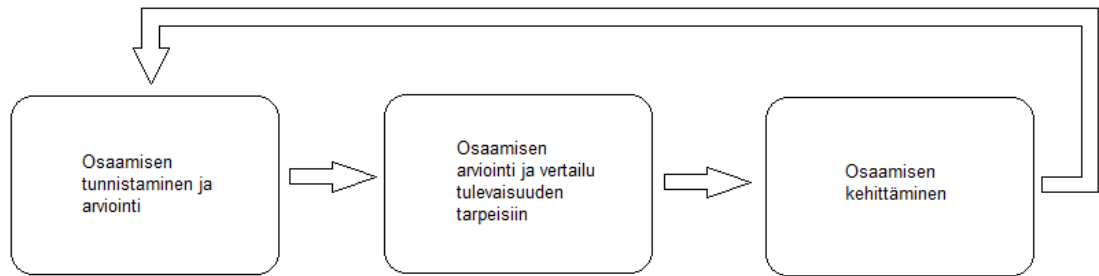 Osaamisen
tunnistaminen ja
arviointi
Osaamisen
arviointi ja vertailu
tulevaisuuden
tarpeisiin
Osaamisen
kehittäminen